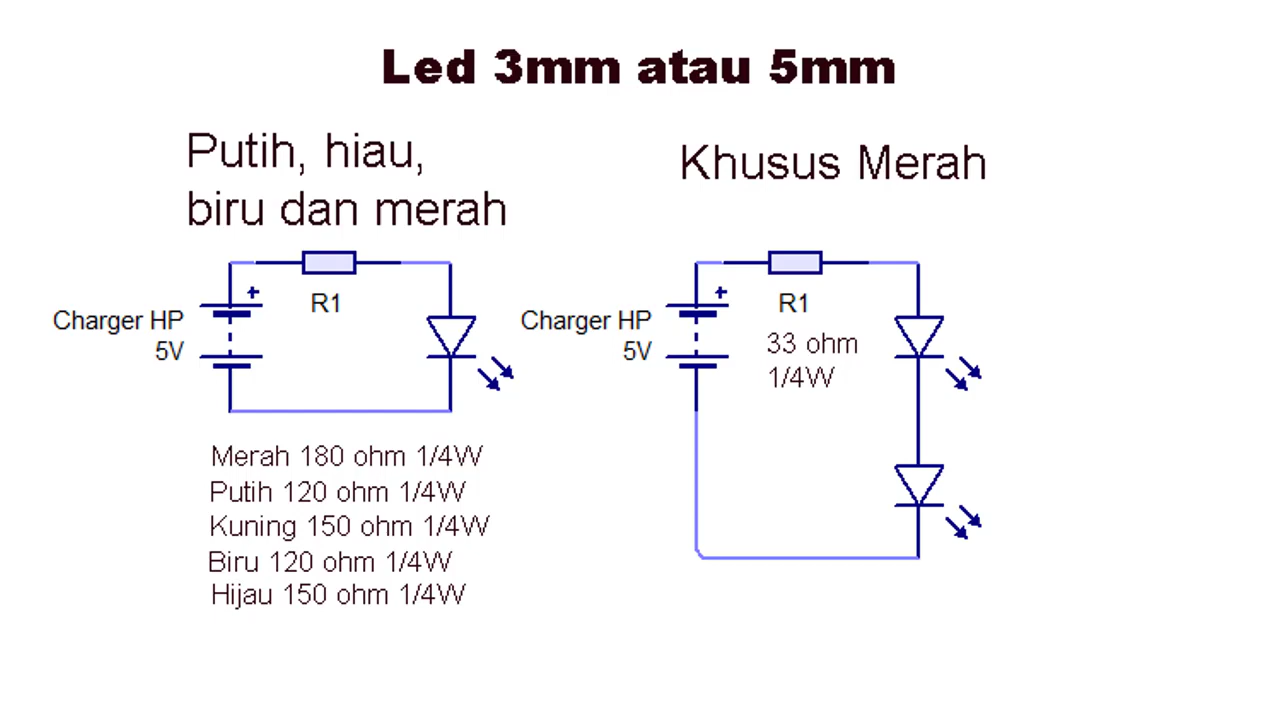 Led 3mm atau 5mm
Putih, hiau,
biru dan merah
+
R1
Charger HP
5V
Merah 180 ohm 1/4W
Putih 120 ohm 1/4W
Kuning 150 ohm 1/4W
Biru 120 ohm 1/4W
Hijau 150 ohm 1/4W
Khusus Merah
+
R1
Charger HP
5V
33 ohm
1/4W